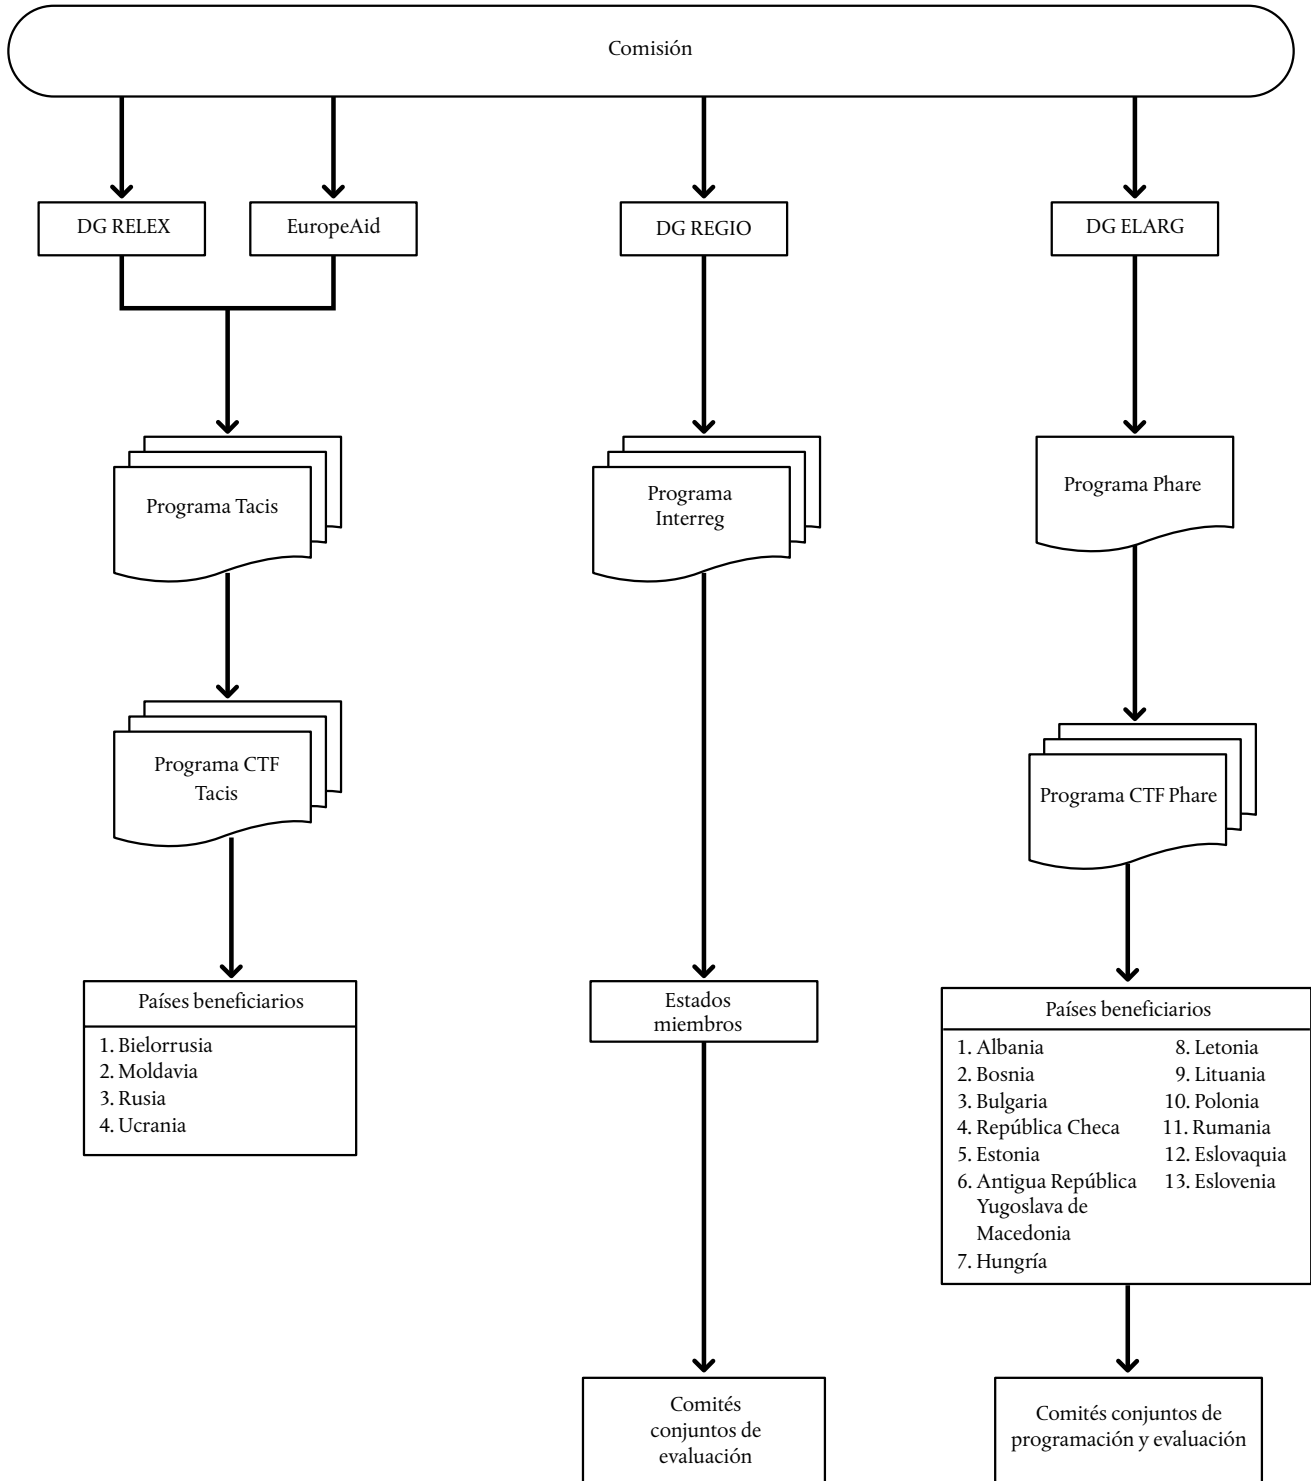 Comisión
DG RELEX
EuropeAid
DG REGIO
DG ELARG
Programa Tacis
Programa
Interreg
Programa Phare
Programa CTF
Tacis
Programa CTF Phare
Países beneficiarios
1. Bielorrusia
2. Moldavia
3. Rusia
4. Ucrania
Estados
miembros
Países beneficiarios
1. Albania
2. Bosnia
3. Bulgaria
4. República Checa
5. Estonia
6. Antigua República
Yugoslava de
Macedonia
7. Hungría
8. Letonia
9. Lituania
10. Polonia
11. Rumania
12. Eslovaquia
13. Eslovenia
Comités
conjuntos de
evaluación
Comités conjuntos de
programación y evaluación